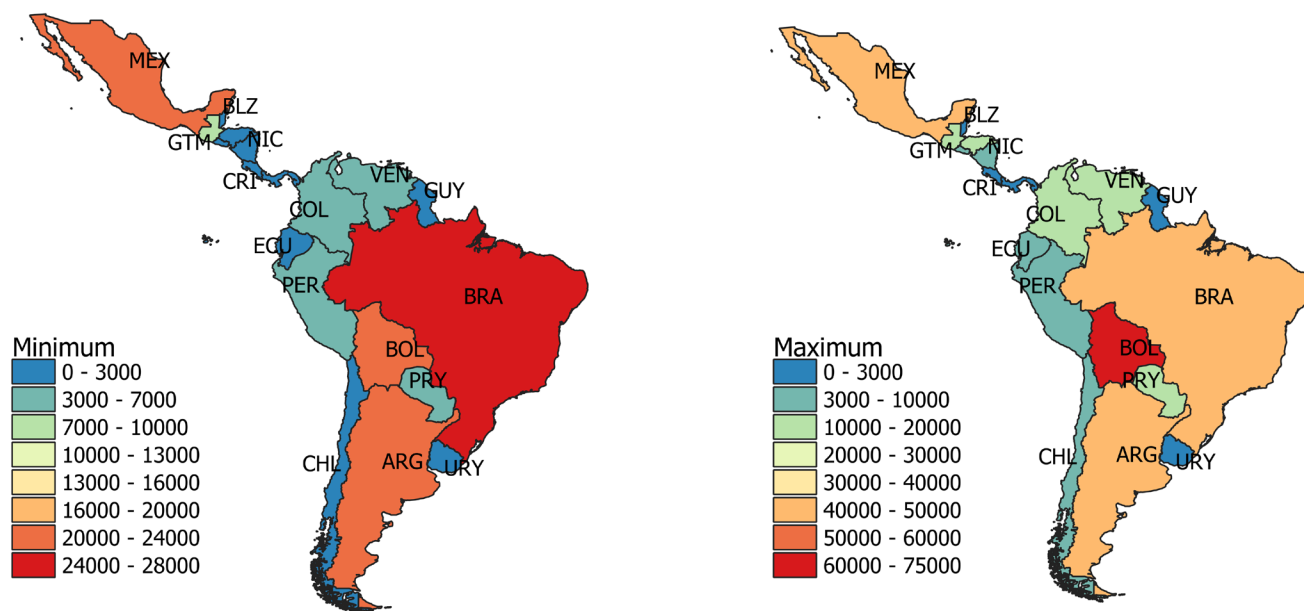 MEX
BLZ
GTM
NIC
CRI
VEN
GUY
COL
ECU
PER
BRA
BOL
PRY
CHL
ARG
URY
Minimum
0 - 3000
3000 - 7000
7000 - 10000
10000 - 13000
13000 - 16000
16000 - 20000
20000 - 24000
24000 - 28000
MEX
BLZ
GTM
NIC
CRI
VEN
GUY
COL
ECU
PER
BRA
BOL
PRY
CHL
ARG
URY
Maximum
0 - 3000
3000 - 10000
10000 - 20000
20000 - 30000
30000 - 40000
40000 - 50000
50000 - 60000
60000 - 75000